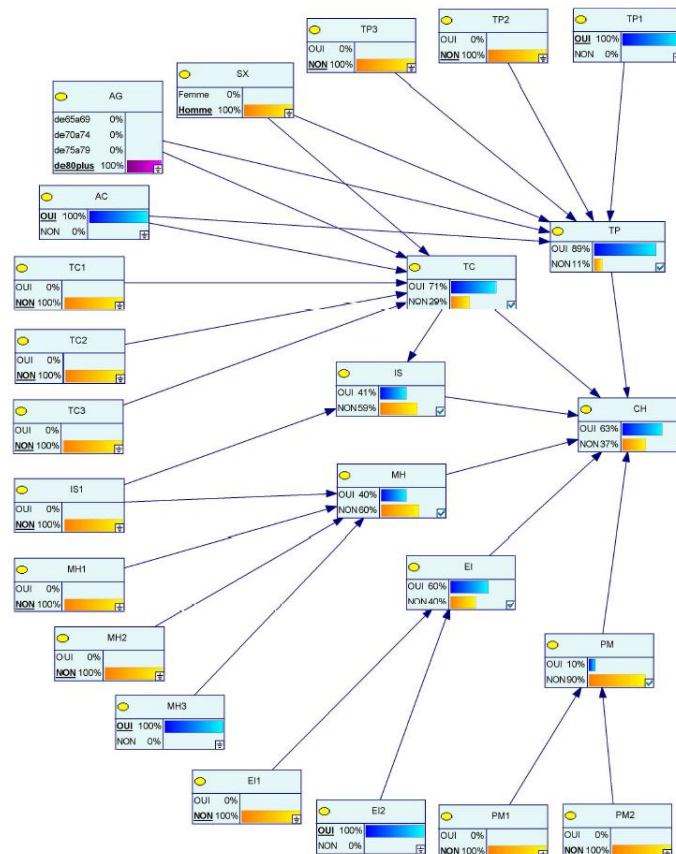 TP3
OUI 0%
NON 100%
TP2
OUI 0%
NON 100%
TP1
OUI 100%
NON 0%
SX
Femme 0%
Homme 100%
AG
de65a69 0%
de70a74 0%
de75a79 0%
de80plus 100%
AC
OUI 100%
NON 0%
TP
OUI 89%
NON 11%
TC1
OUI 0%
NON 100%
TC
OUI 71%
NON 29%
TC2
OUI 0%
NON 100%
IS
OUI 41%
NON 59%
TC3
OUI 0%
NON 100%
CH
OUI 63%
NON 37%
IS1
OUI 0%
NON 100%
MH
OUI 40%
NON 60%
MH1
OUI 0%
NON 100%
EI
OUI 60%
NON 40%
MH2
OUI 0%
NON 100%
PM
OUI 10%
NON 90%
MH3
OUI 100%
NON 0%
EI1
OUI 0%
NON 100%
EI2
OUI 100%
NON 0%
PM1
OUI 0%
NON 100%
PM2
OUI 0%
NON 100%